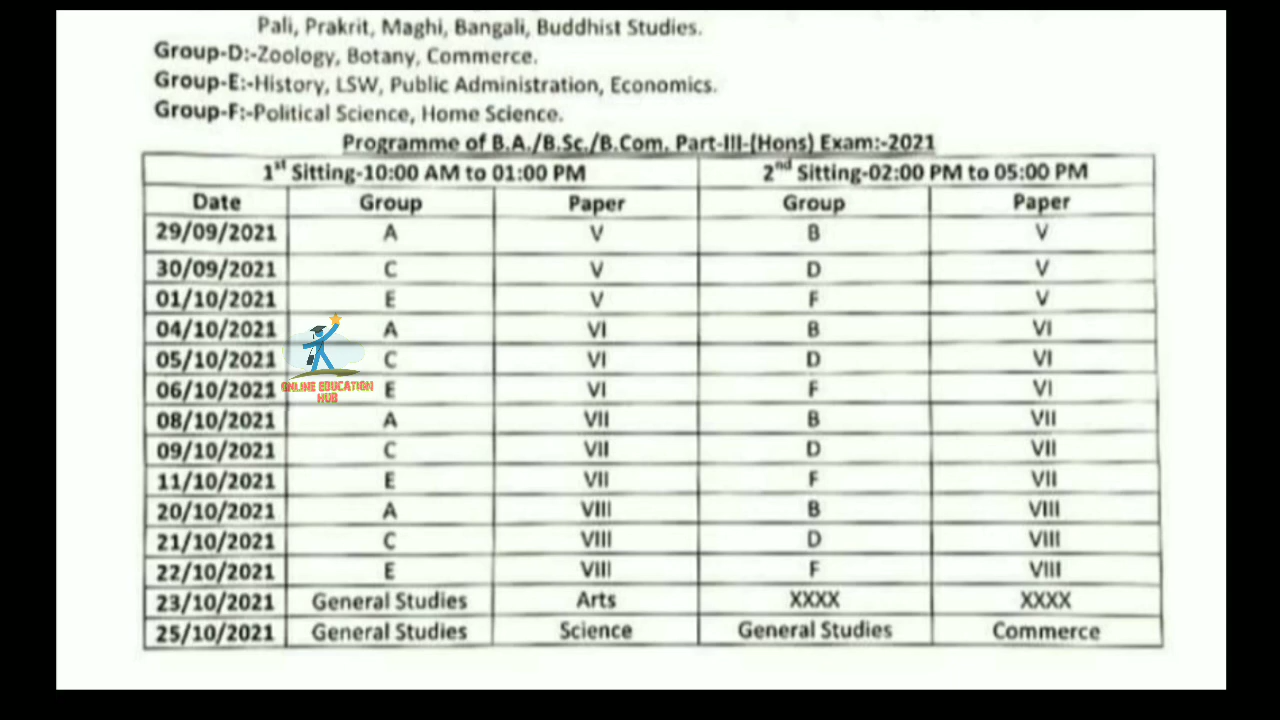 Pali, Prakrit, Maghi, Bangali, Buddhist Studies.
Group-D:-Zoology, Botany, Commerce.
Group-E:-History, LSW, Public Administration, Economics.
Group-F:-Political Science, Home Science.
Programme of B.A./B.Sc./B.Com. Part-III-(Hons) Exam:-2021
1st Sitting-10:00 AM to 01:00 PM 2nd Sitting-02:00 PM to 05:00 PM
Date Group Paper Group Paper
29/09/2021 A V B V
30/09/2021 C V D V
01/10/2021 E V F V
04/10/2021 A VI B VI
05/10/2021 C VI D VI
06/10/2021 E VI F VI
08/10/2021 A VII B VII
09/10/2021 C VII D VII
11/10/2021 E VII F VII
20/10/2021 A VIII B VIII
21/10/2021 C VIII D VIII
22/10/2021 E VIII F VIII
23/10/2021 General Studies Arts XXXX XXXX
25/10/2021 General Studies Science General Studies Commerce
ONLINE EDUCATION
HUB